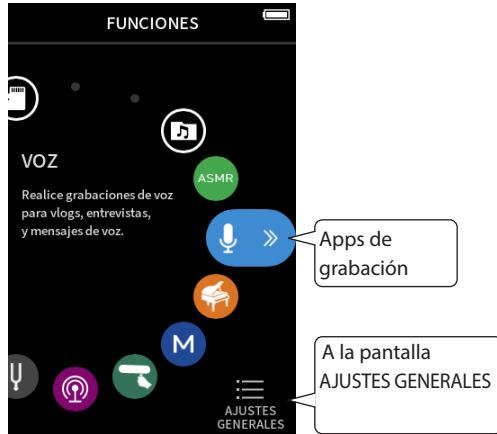 FUNCIONES
VOZ
Realice grabaciones de voz
para vlogs, entrevistas,
y mensajes de voz.
ASMR
Apps de
grabación
M
AJUSTES
GENERALES
A la pantalla
AJUSTES GENERALES